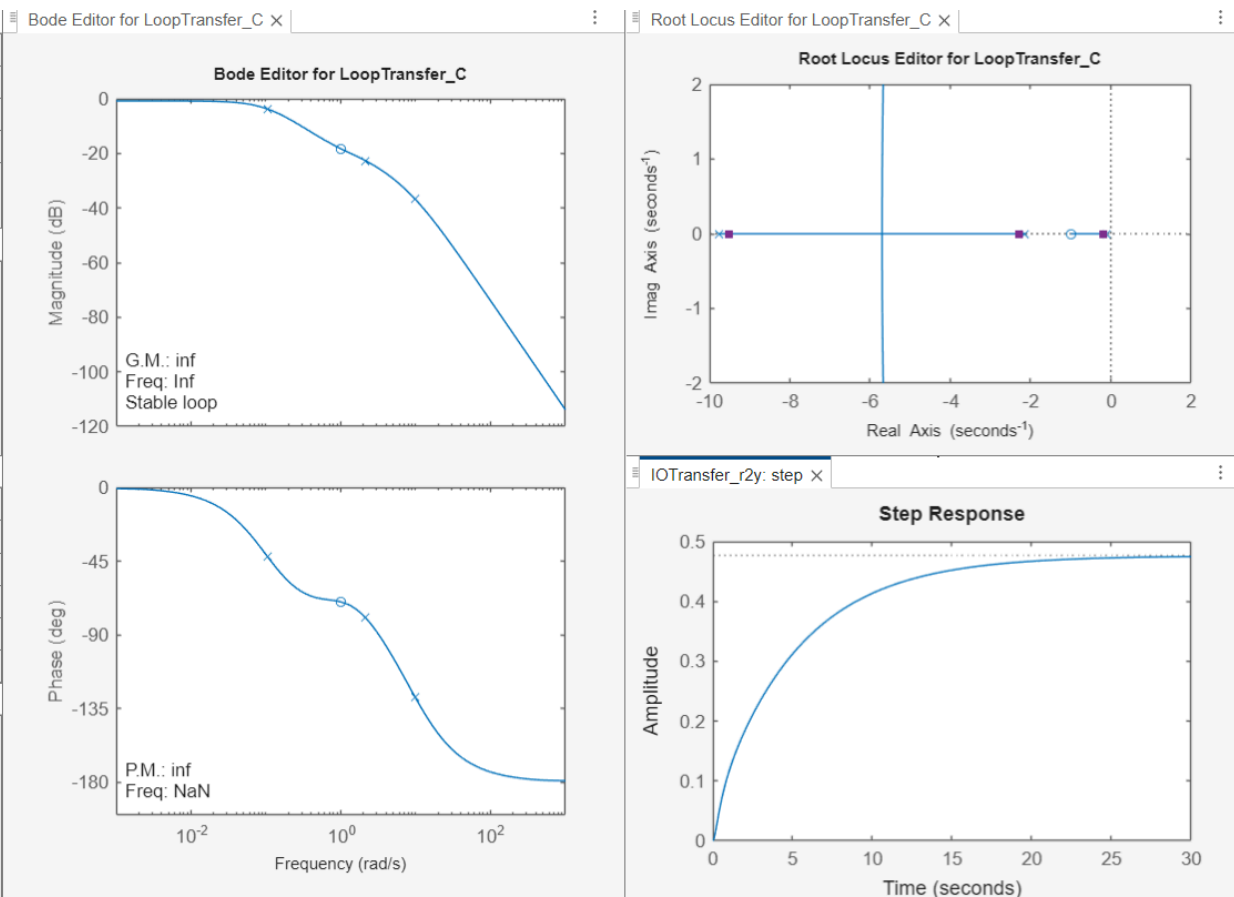 Bode Editor for LoopTransfer_C
Bode Editor for LoopTransfer_C
0
-20
-40
-60
-80
-100
-120
Magnitude (dB)
G.M.: inf
Freq: Inf
Stable loop
0
-45
-90
-135
-180
Phase (deg)
P.M.: inf
Freq: NaN
10-2
100
102
Frequency (rad/s)
Root Locus Editor for LoopTransfer_C
Root Locus Editor for LoopTransfer_C
2
1
0
-1
-2
Imag Axis (seconds-1)
-10
-8
-6
-4
-2
0
2
Real Axis (seconds-1)
IOTransfer_r2y: step
Step Response
0.5
0.4
0.3
0.2
0.1
0
Amplitude
0
5
10
15
20
25
30
Time (seconds)